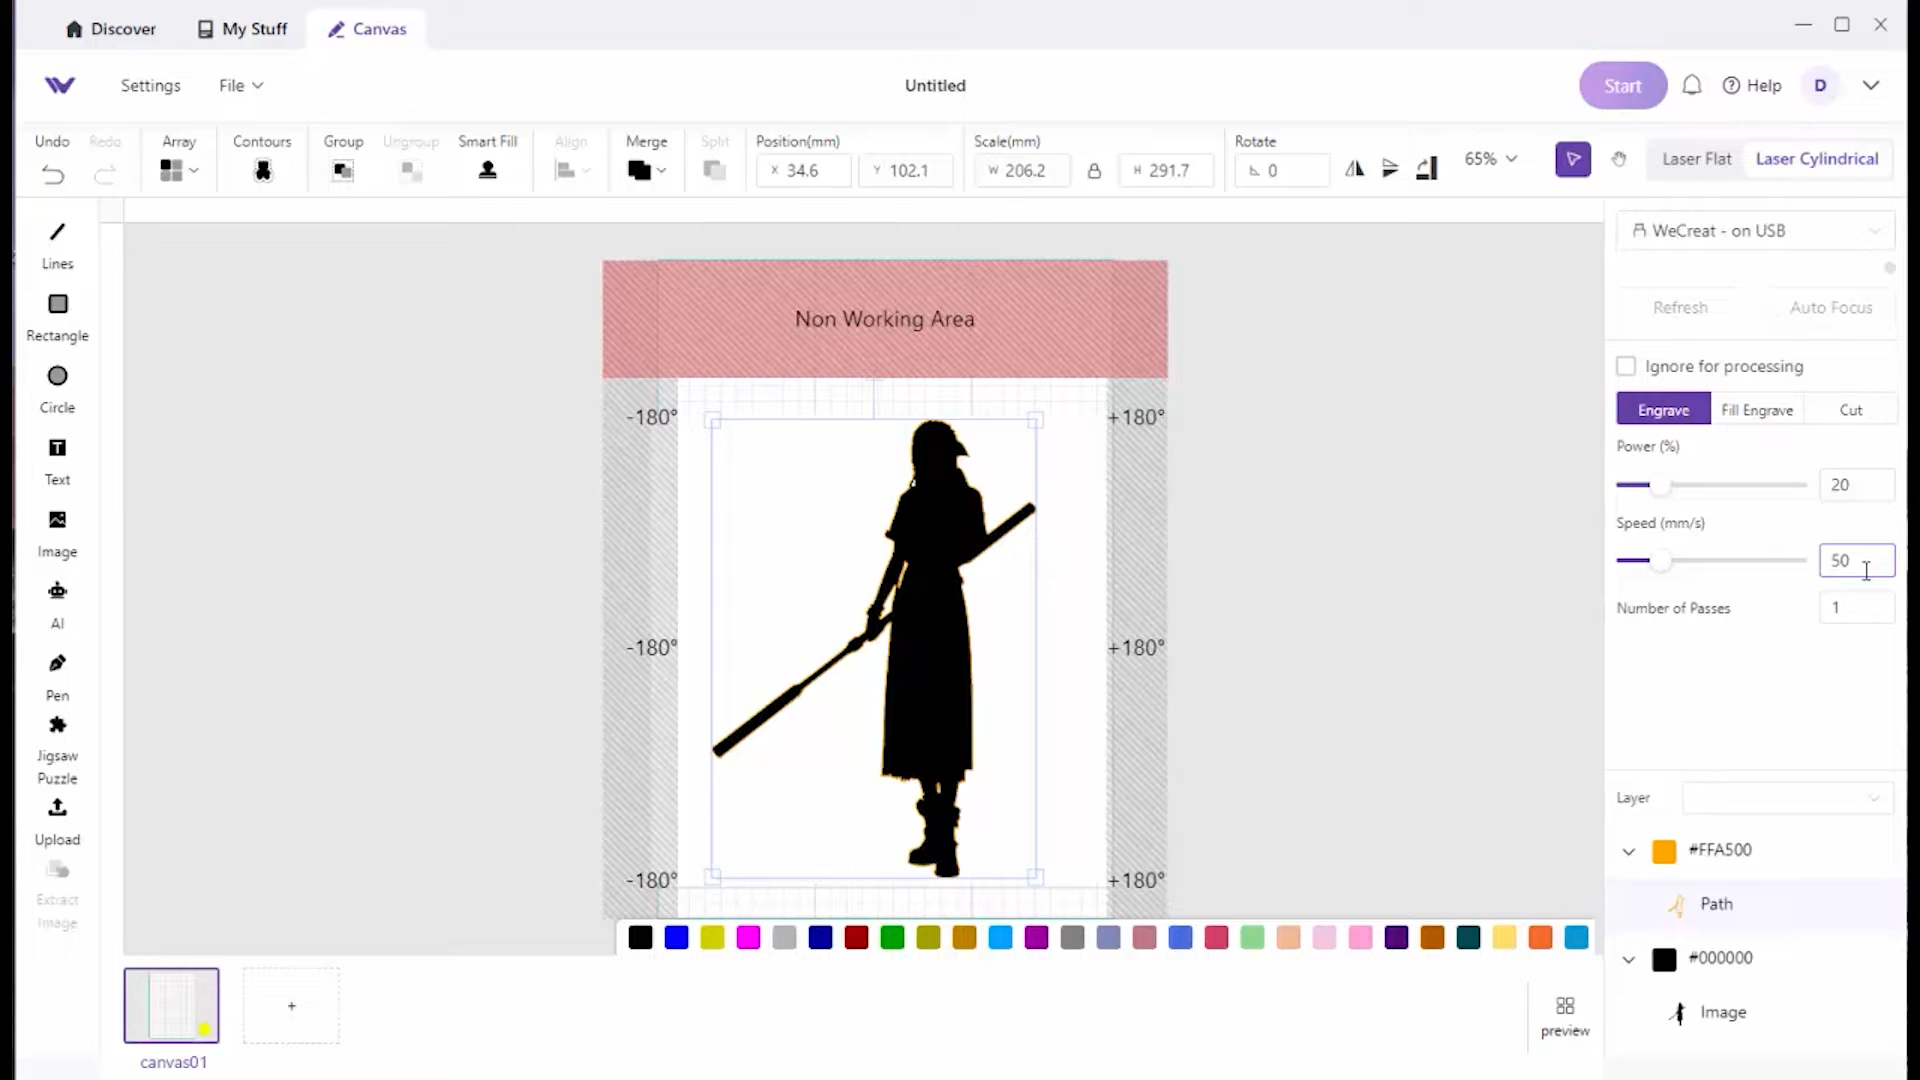 Discover My Stuff Canvas
Settings File Untitled Start Help D
Undo Redo Array Contours Group Ungroup Smart Fill Align Merge Split Position(mm) Scale(mm) Rotate
X 34.6 Y 102.1 W 206.2 H 291.7 0 65% Laser Flat Laser Cylindrical
Lines
Rectangle
Circle
Text
Image
AI
Pen
Jigsaw
Puzzle
Upload
Extract
Image
Non Working Area
-180° +180°
-180° +180°
-180° +180°
WeCreat - on USB
Refresh Auto Focus
Ignore for processing
Engrave Fill Engrave Cut
Power (%)
20
Speed (mm/s)
50
Number of Passes 1
Layer
#FFA500
Path
#000000
Image
+
canvas01
preview